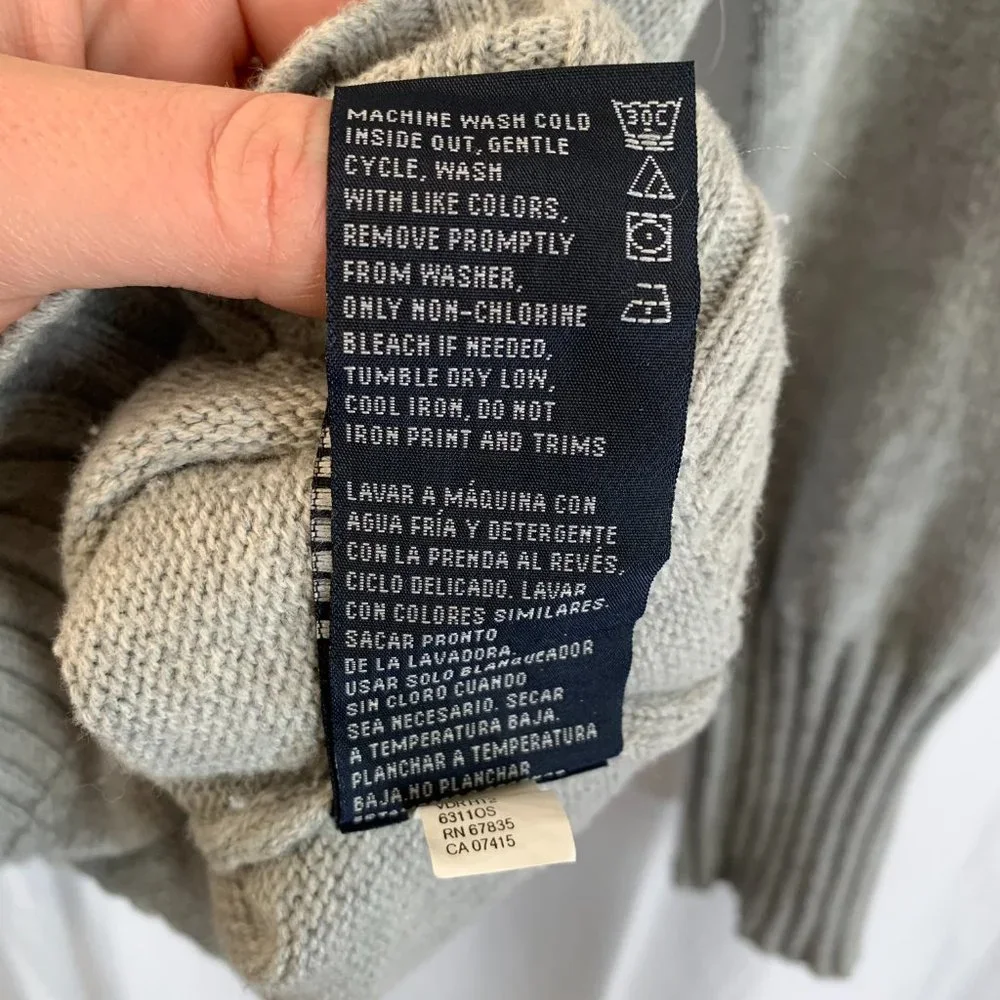 MACHINE WASH COLD
INSIDE OUT, GENTLE
CYCLE, WASH
WITH LIKE COLORS,
REMOVE PROMPTLY
FROM WASHER,
ONLY NON-CHLORINE
BLEACH IF NEEDED,
TUMBLE DRY LOW,
COOL IRON, DO NOT
IRON PRINT AND TRIMS
30C
LAVAR A MÁQUINA CON
AGUA FRÍA Y DETERGENTE
CON LA PRENDA AL REVÉS,
CICLO DELICADO. LAVAR
CON COLORES SIMILARES.
SACAR PRONTO
DE LA LAVADORA.
USAR SOLO BLANQUEADOR
SIN CLORO CUANDO
SEA NECESARIO. SECAR
A TEMPERATURA BAJA.
PLANCHAR A TEMPERATURA
BAJA. NO PLANCHAR
6311OS
RN 67835
CA 07415